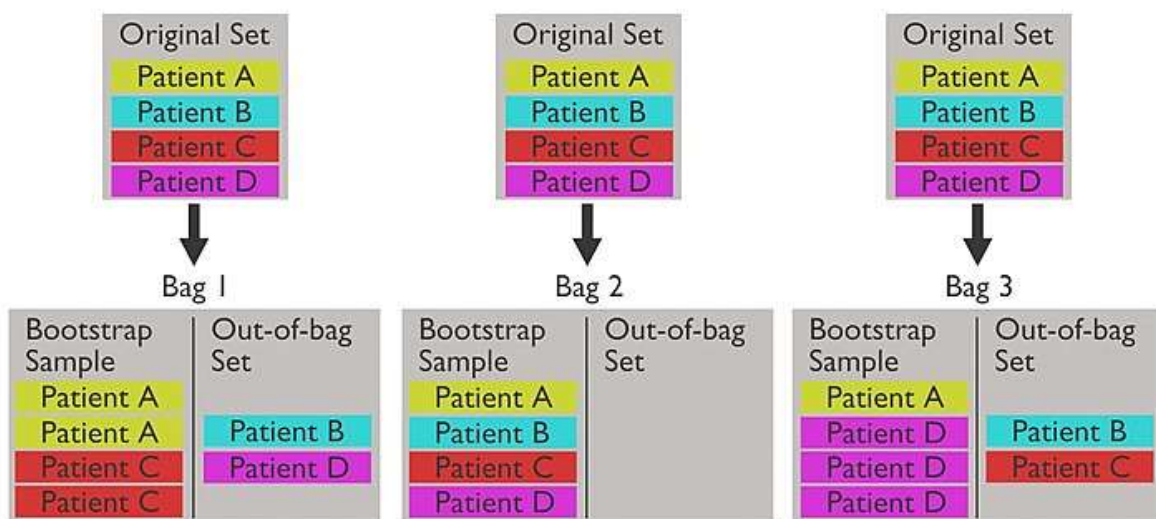 Original Set
Patient A
Patient B
Patient C
Patient D
Original Set
Patient A
Patient B
Patient C
Patient D
Original Set
Patient A
Patient B
Patient C
Patient D
Bag 1
Bootstrap
Sample
Patient A
Patient A
Patient C
Patient C
Out-of-bag
Set
Patient B
Patient D
Bag 2
Bootstrap
Sample
Patient A
Patient B
Patient C
Patient D
Out-of-bag
Set
Bag 3
Bootstrap
Sample
Patient A
Patient D
Patient D
Patient D
Out-of-bag
Set
Patient B
Patient C